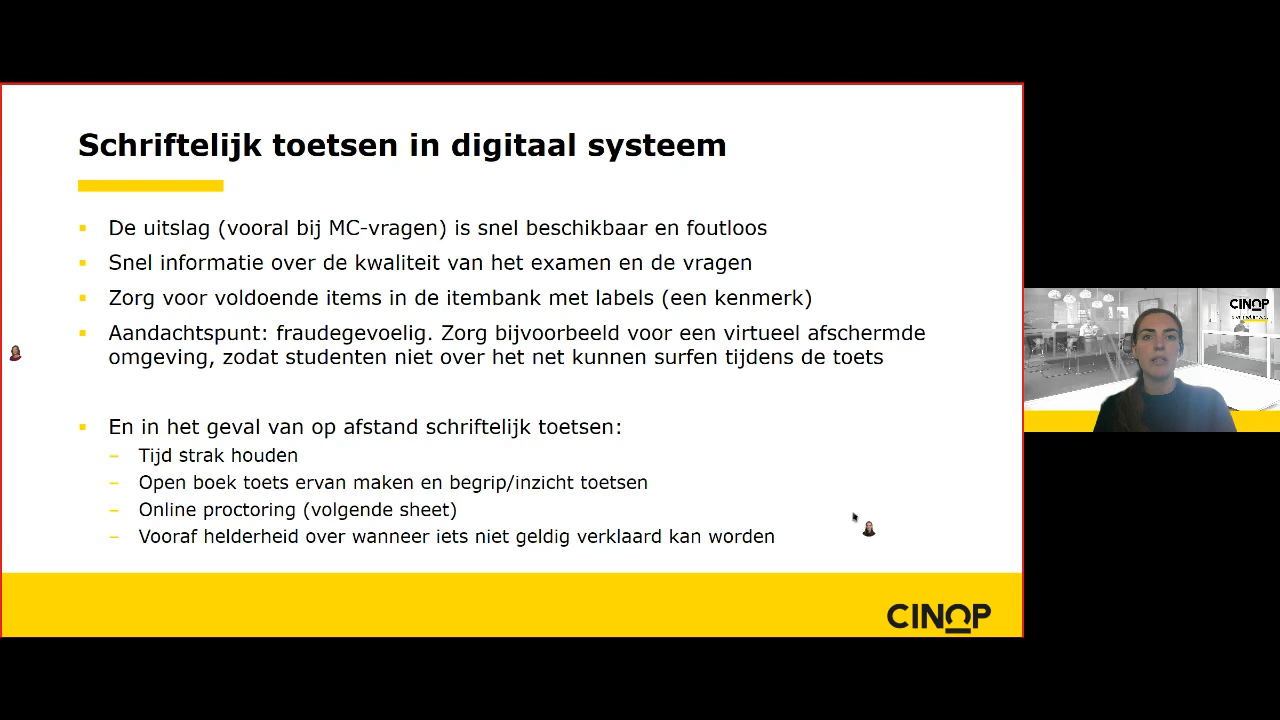 Schriftelijk toetsen in digitaal systeem
De uitslag (vooral bij MC-vragen) is snel beschikbaar en foutloos
Snel informatie over de kwaliteit van het examen en de vragen
Zorg voor voldoende items in de itembank met labels (een kenmerk)
Aandachtspunt: fraudegevoelig. Zorg bijvoorbeeld voor een virtueel afschermde
omgeving, zodat studenten niet over het net kunnen surfen tijdens de toets
En in het geval van op afstand schriftelijk toetsen:
– Tijd strak houden
– Open boek toets ervan maken en begrip/inzicht toetsen
– Online proctoring (volgende sheet)
– Vooraf helderheid over wanneer iets niet geldig verklaard kan worden
CINOP
CINOP